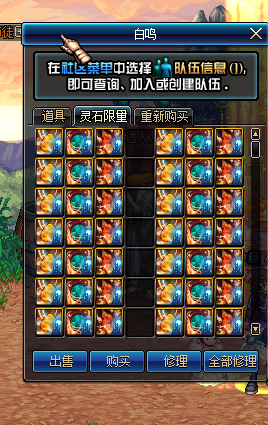 白鸣
在社区菜单中选择 队伍信息(I),
即可查询、加入或创建队伍.
道具 灵石限量 重新购买
出售 购买 修理 全部修理